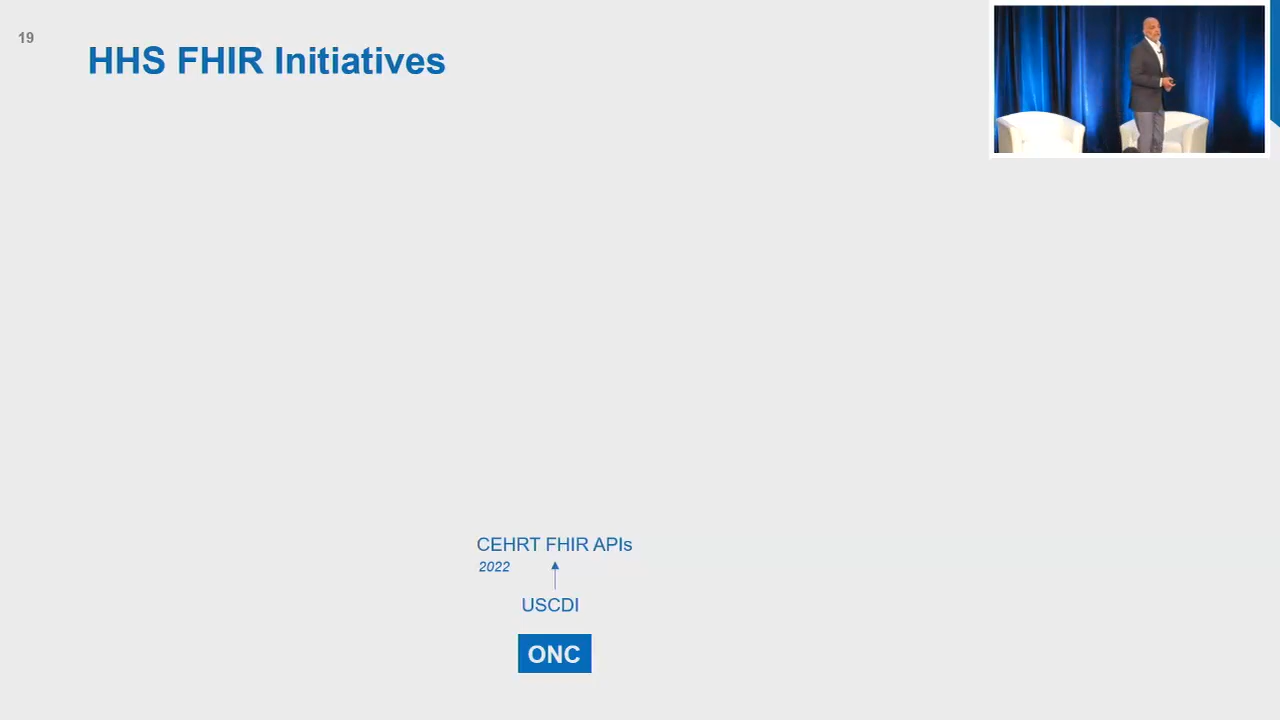 19
HHS FHIR Initiatives
CEHRT FHIR APIs
2022
USCDI
ONC